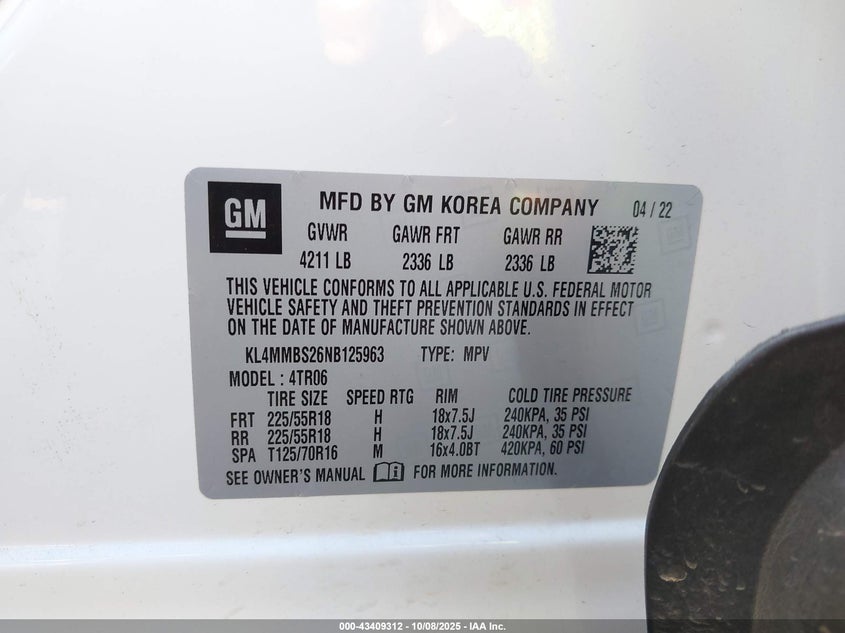 GM
MFD BY GM KOREA COMPANY 04 / 22
GVWR GAWR FRT GAWR RR
4211 LB 2336 LB 2336 LB
THIS VEHICLE CONFORMS TO ALL APPLICABLE U.S. FEDERAL MOTOR
VEHICLE SAFETY AND THEFT PREVENTION STANDARDS IN EFFECT
ON THE DATE OF MANUFACTURE SHOWN ABOVE.
KL4MMBS26NB125963 TYPE: MPV
MODEL : 4TR06
TIRE SIZE SPEED RTG RIM COLD TIRE PRESSURE
FRT 225/55R18 H 18x7.5J 240KPA, 35 PSI
RR 225/55R18 H 18x7.5J 240KPA, 35 PSI
SPA T125/70R16 M 16x4.0BT 420KPA, 60 PSI
SEE OWNER'S MANUAL FOR MORE INFORMATION.
000-43409312 - 10/08/2025 - IAA Inc.